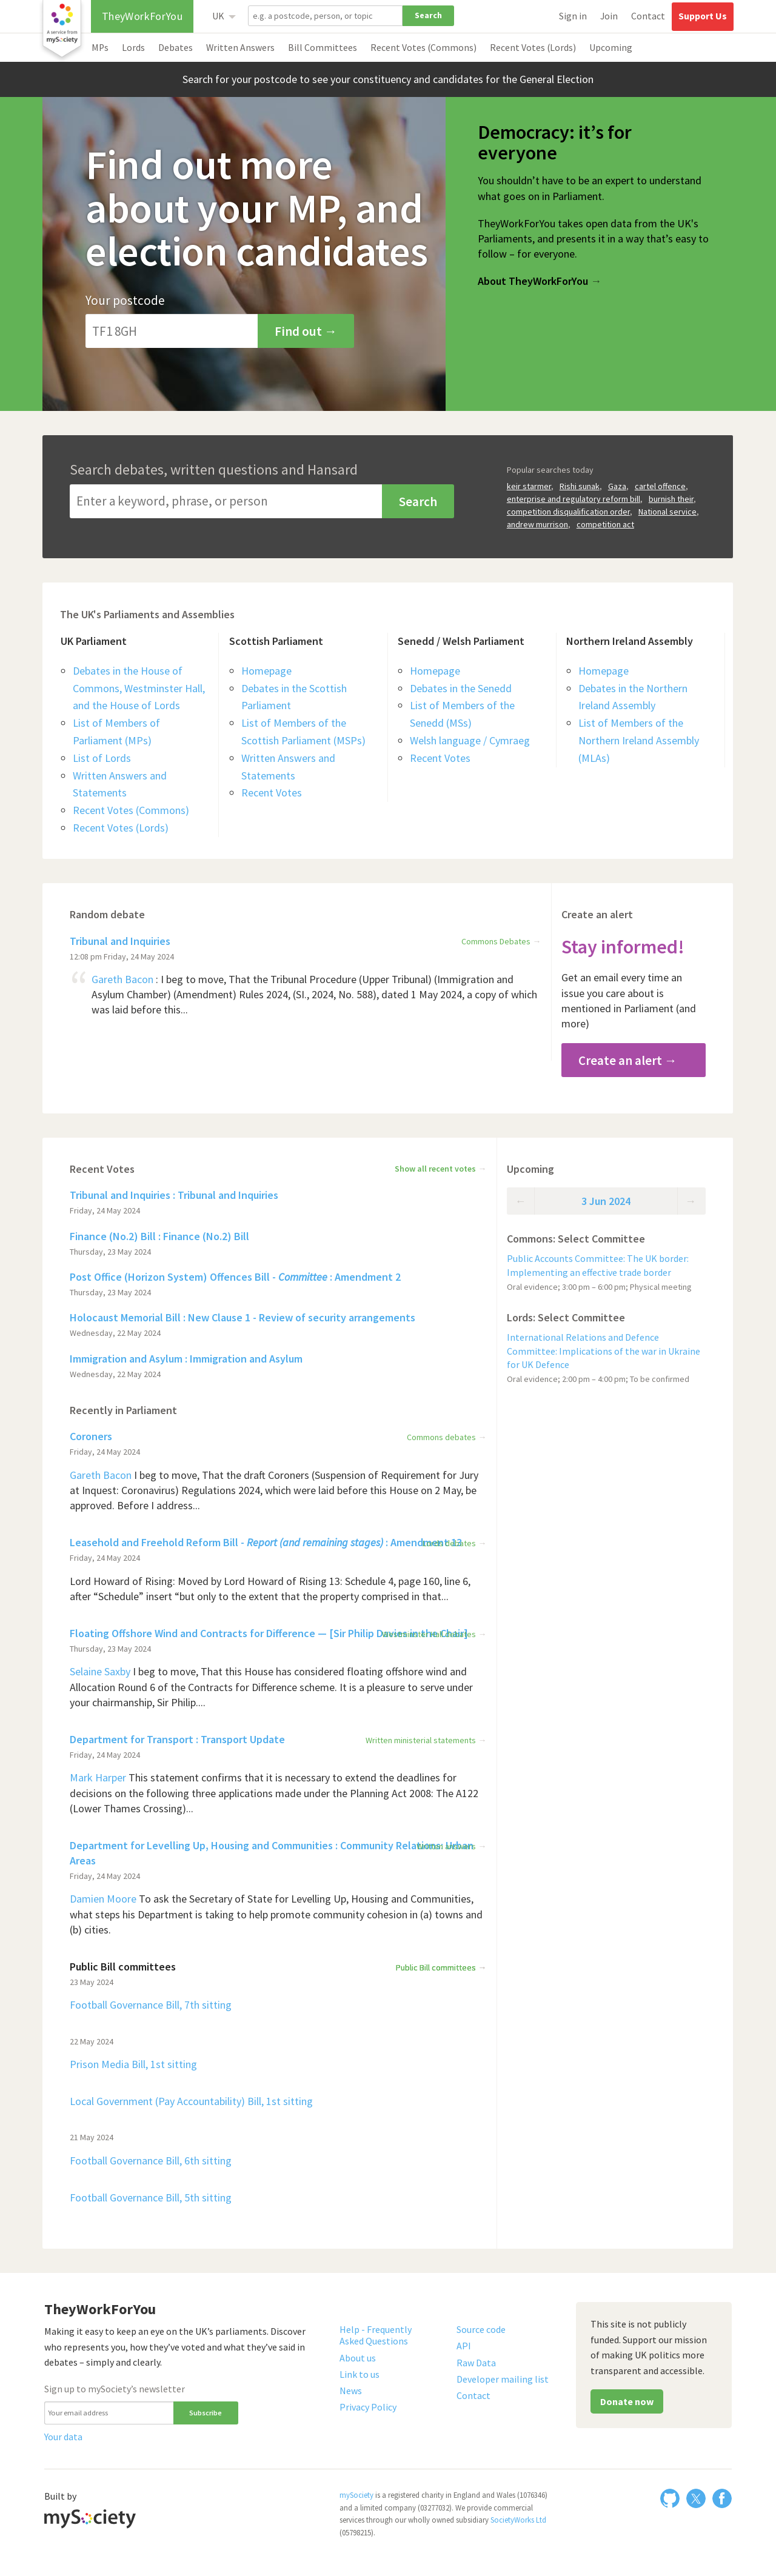 A service from
mySociety
TheyWorkForYou
UK
e.g. a postcode, person, or topic
Search
Sign in
Join
Contact
Support Us
MPs
Lords
Debates
Written Answers
Bill Committees
Recent Votes (Commons)
Recent Votes (Lords)
Upcoming
Search for your postcode to see your constituency and candidates for the General Election
Find out more
about your MP, and
election candidates
Your postcode
TF1 8GH
Find out →
Democracy: it’s for
everyone
You shouldn’t have to be an expert to understand
what goes on in Parliament.
TheyWorkForYou takes open data from the UK's
Parliaments, and presents it in a way that’s easy to
follow – for everyone.
About TheyWorkForYou →
Search debates, written questions and Hansard
Enter a keyword, phrase, or person
Search
Popular searches today
keir starmer, Rishi sunak, Gaza, cartel offence,
enterprise and regulatory reform bill, burnish their,
competition disqualification order, National service,
andrew murrison, competition act
The UK's Parliaments and Assemblies
UK Parliament
Debates in the House of
Commons, Westminster Hall,
and the House of Lords
List of Members of
Parliament (MPs)
List of Lords
Written Answers and
Statements
Recent Votes (Commons)
Recent Votes (Lords)
Scottish Parliament
Homepage
Debates in the Scottish
Parliament
List of Members of the
Scottish Parliament (MSPs)
Written Answers and
Statements
Recent Votes
Senedd / Welsh Parliament
Homepage
Debates in the Senedd
List of Members of the
Senedd (MSs)
Welsh language / Cymraeg
Recent Votes
Northern Ireland Assembly
Homepage
Debates in the Northern
Ireland Assembly
List of Members of the
Northern Ireland Assembly
(MLAs)
Random debate
Tribunal and Inquiries
Commons Debates →
12:08 pm Friday, 24 May 2024
“ Gareth Bacon : I beg to move, That the Tribunal Procedure (Upper Tribunal) (Immigration and
Asylum Chamber) (Amendment) Rules 2024, (SI., 2024, No. 588), dated 1 May 2024, a copy of which
was laid before this...
Create an alert
Stay informed!
Get an email every time an
issue you care about is
mentioned in Parliament (and
more)
Create an alert →
Recent Votes
Show all recent votes →
Tribunal and Inquiries : Tribunal and Inquiries
Friday, 24 May 2024
Finance (No.2) Bill : Finance (No.2) Bill
Thursday, 23 May 2024
Post Office (Horizon System) Offences Bill - Committee : Amendment 2
Thursday, 23 May 2024
Holocaust Memorial Bill : New Clause 1 - Review of security arrangements
Wednesday, 22 May 2024
Immigration and Asylum : Immigration and Asylum
Wednesday, 22 May 2024
Recently in Parliament
Coroners
Commons debates →
Friday, 24 May 2024
Gareth Bacon I beg to move, That the draft Coroners (Suspension of Requirement for Jury
at Inquest: Coronavirus) Regulations 2024, which were laid before this House on 2 May, be
approved. Before I address...
Leasehold and Freehold Reform Bill - Report (and remaining stages) : Amendment 13
Lords debates →
Friday, 24 May 2024
Lord Howard of Rising: Moved by Lord Howard of Rising 13: Schedule 4, page 160, line 6,
after “Schedule” insert “but only to the extent that the property comprised in that...
Floating Offshore Wind and Contracts for Difference — [Sir Philip Davies in the Chair]
Westminster Hall debates →
Thursday, 23 May 2024
Selaine Saxby I beg to move, That this House has considered floating offshore wind and
Allocation Round 6 of the Contracts for Difference scheme. It is a pleasure to serve under
your chairmanship, Sir Philip....
Department for Transport : Transport Update
Written ministerial statements →
Friday, 24 May 2024
Mark Harper This statement confirms that it is necessary to extend the deadlines for
decisions on the following three applications made under the Planning Act 2008: The A122
(Lower Thames Crossing)...
Department for Levelling Up, Housing and Communities : Community Relations: Urban
Areas
Written answers →
Friday, 24 May 2024
Damien Moore To ask the Secretary of State for Levelling Up, Housing and Communities,
what steps his Department is taking to help promote community cohesion in (a) towns and
(b) cities.
Public Bill committees
Public Bill committees →
23 May 2024
Football Governance Bill, 7th sitting
22 May 2024
Prison Media Bill, 1st sitting
Local Government (Pay Accountability) Bill, 1st sitting
21 May 2024
Football Governance Bill, 6th sitting
Football Governance Bill, 5th sitting
Upcoming
← 3 Jun 2024 →
Commons: Select Committee
Public Accounts Committee: The UK border:
Implementing an effective trade border
Oral evidence; 3:00 pm – 6:00 pm; Physical meeting
Lords: Select Committee
International Relations and Defence
Committee: Implications of the war in Ukraine
for UK Defence
Oral evidence; 2:00 pm – 4:00 pm; To be confirmed
TheyWorkForYou
Making it easy to keep an eye on the UK’s parliaments. Discover
who represents you, how they’ve voted and what they’ve said in
debates – simply and clearly.
Sign up to mySociety's newsletter
Your email address
Subscribe
Your data
Help - Frequently
Asked Questions
About us
Link to us
News
Privacy Policy
Source code
API
Raw Data
Developer mailing list
Contact
This site is not publicly
funded. Support our mission
of making UK politics more
transparent and accessible.
Donate now
Built by
mySociety
mySociety is a registered charity in England and Wales (1076346)
and a limited company (03277032). We provide commercial
services through our wholly owned subsidiary SocietyWorks Ltd
(05798215).